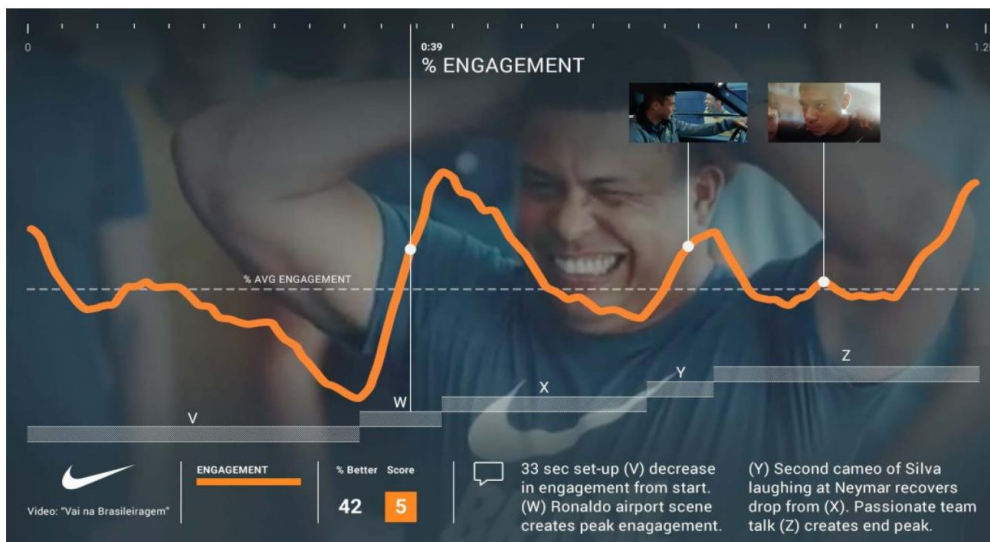 0
1.2
0:39
% ENGAGEMENT
% AVG ENGAGEMENT
V
W
X
Y
Z
ENGAGEMENT
% Better Score
42 5
Video: "Vai na Brasileiragem"
33 sec set-up (V) decrease
in engagement from start.
(W) Ronaldo airport scene
creates peak enagagement.
(Y) Second cameo of Silva
laughing at Neymar recovers
drop from (X). Passionate team
talk (Z) creates end peak.